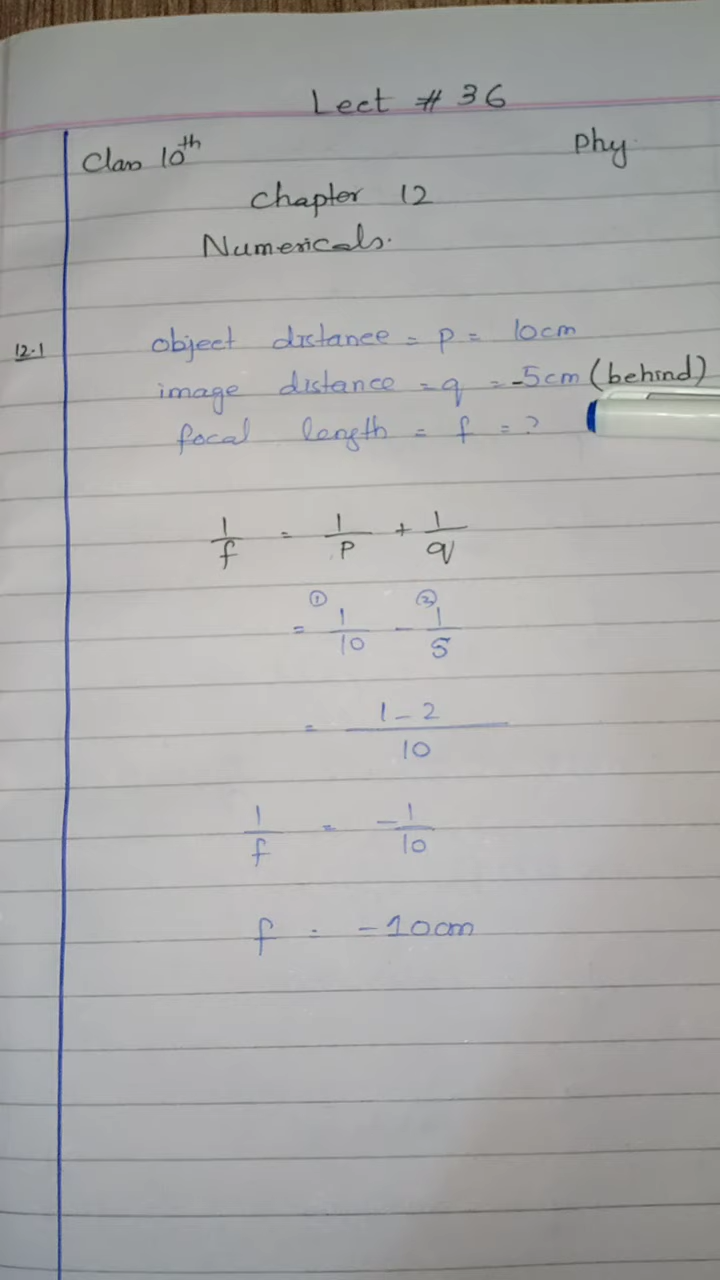 Lect # 36
Class 10th Phy
Chapter 12
Numericals.
12.1 object distance = p = 10cm
image distance = q = -5cm (behind)
focal length = f = ?
1/f = 1/p + 1/q
① ②
= 1/10 - 1/5
= 1-2/10
1/f = -1/10
f = -10cm